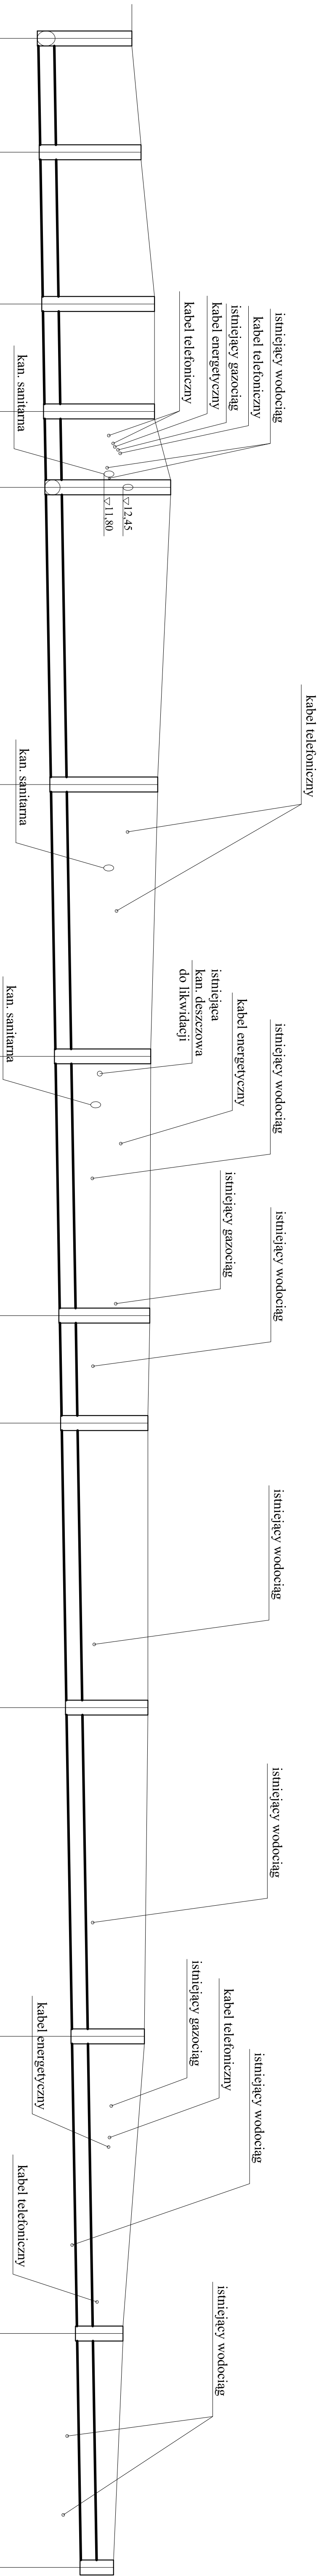 istniejący wodociąg
kabel telefoniczny
istniejący gazociąg
kabel energetyczny
kabel telefoniczny
kan. sanitarna
12,45
11,80
kabel telefoniczny
kan. sanitarna
istniejąca
kan. deszczowa
do likwidacji
kan. sanitarna
kabel energetyczny
istniejący wodociąg
istniejący gazociąg
istniejący wodociąg
istniejący wodociąg
istniejący wodociąg
istniejący gazociąg
kabel telefoniczny
kabel energetyczny
istniejący wodociąg
kabel telefoniczny
istniejący wodociąg